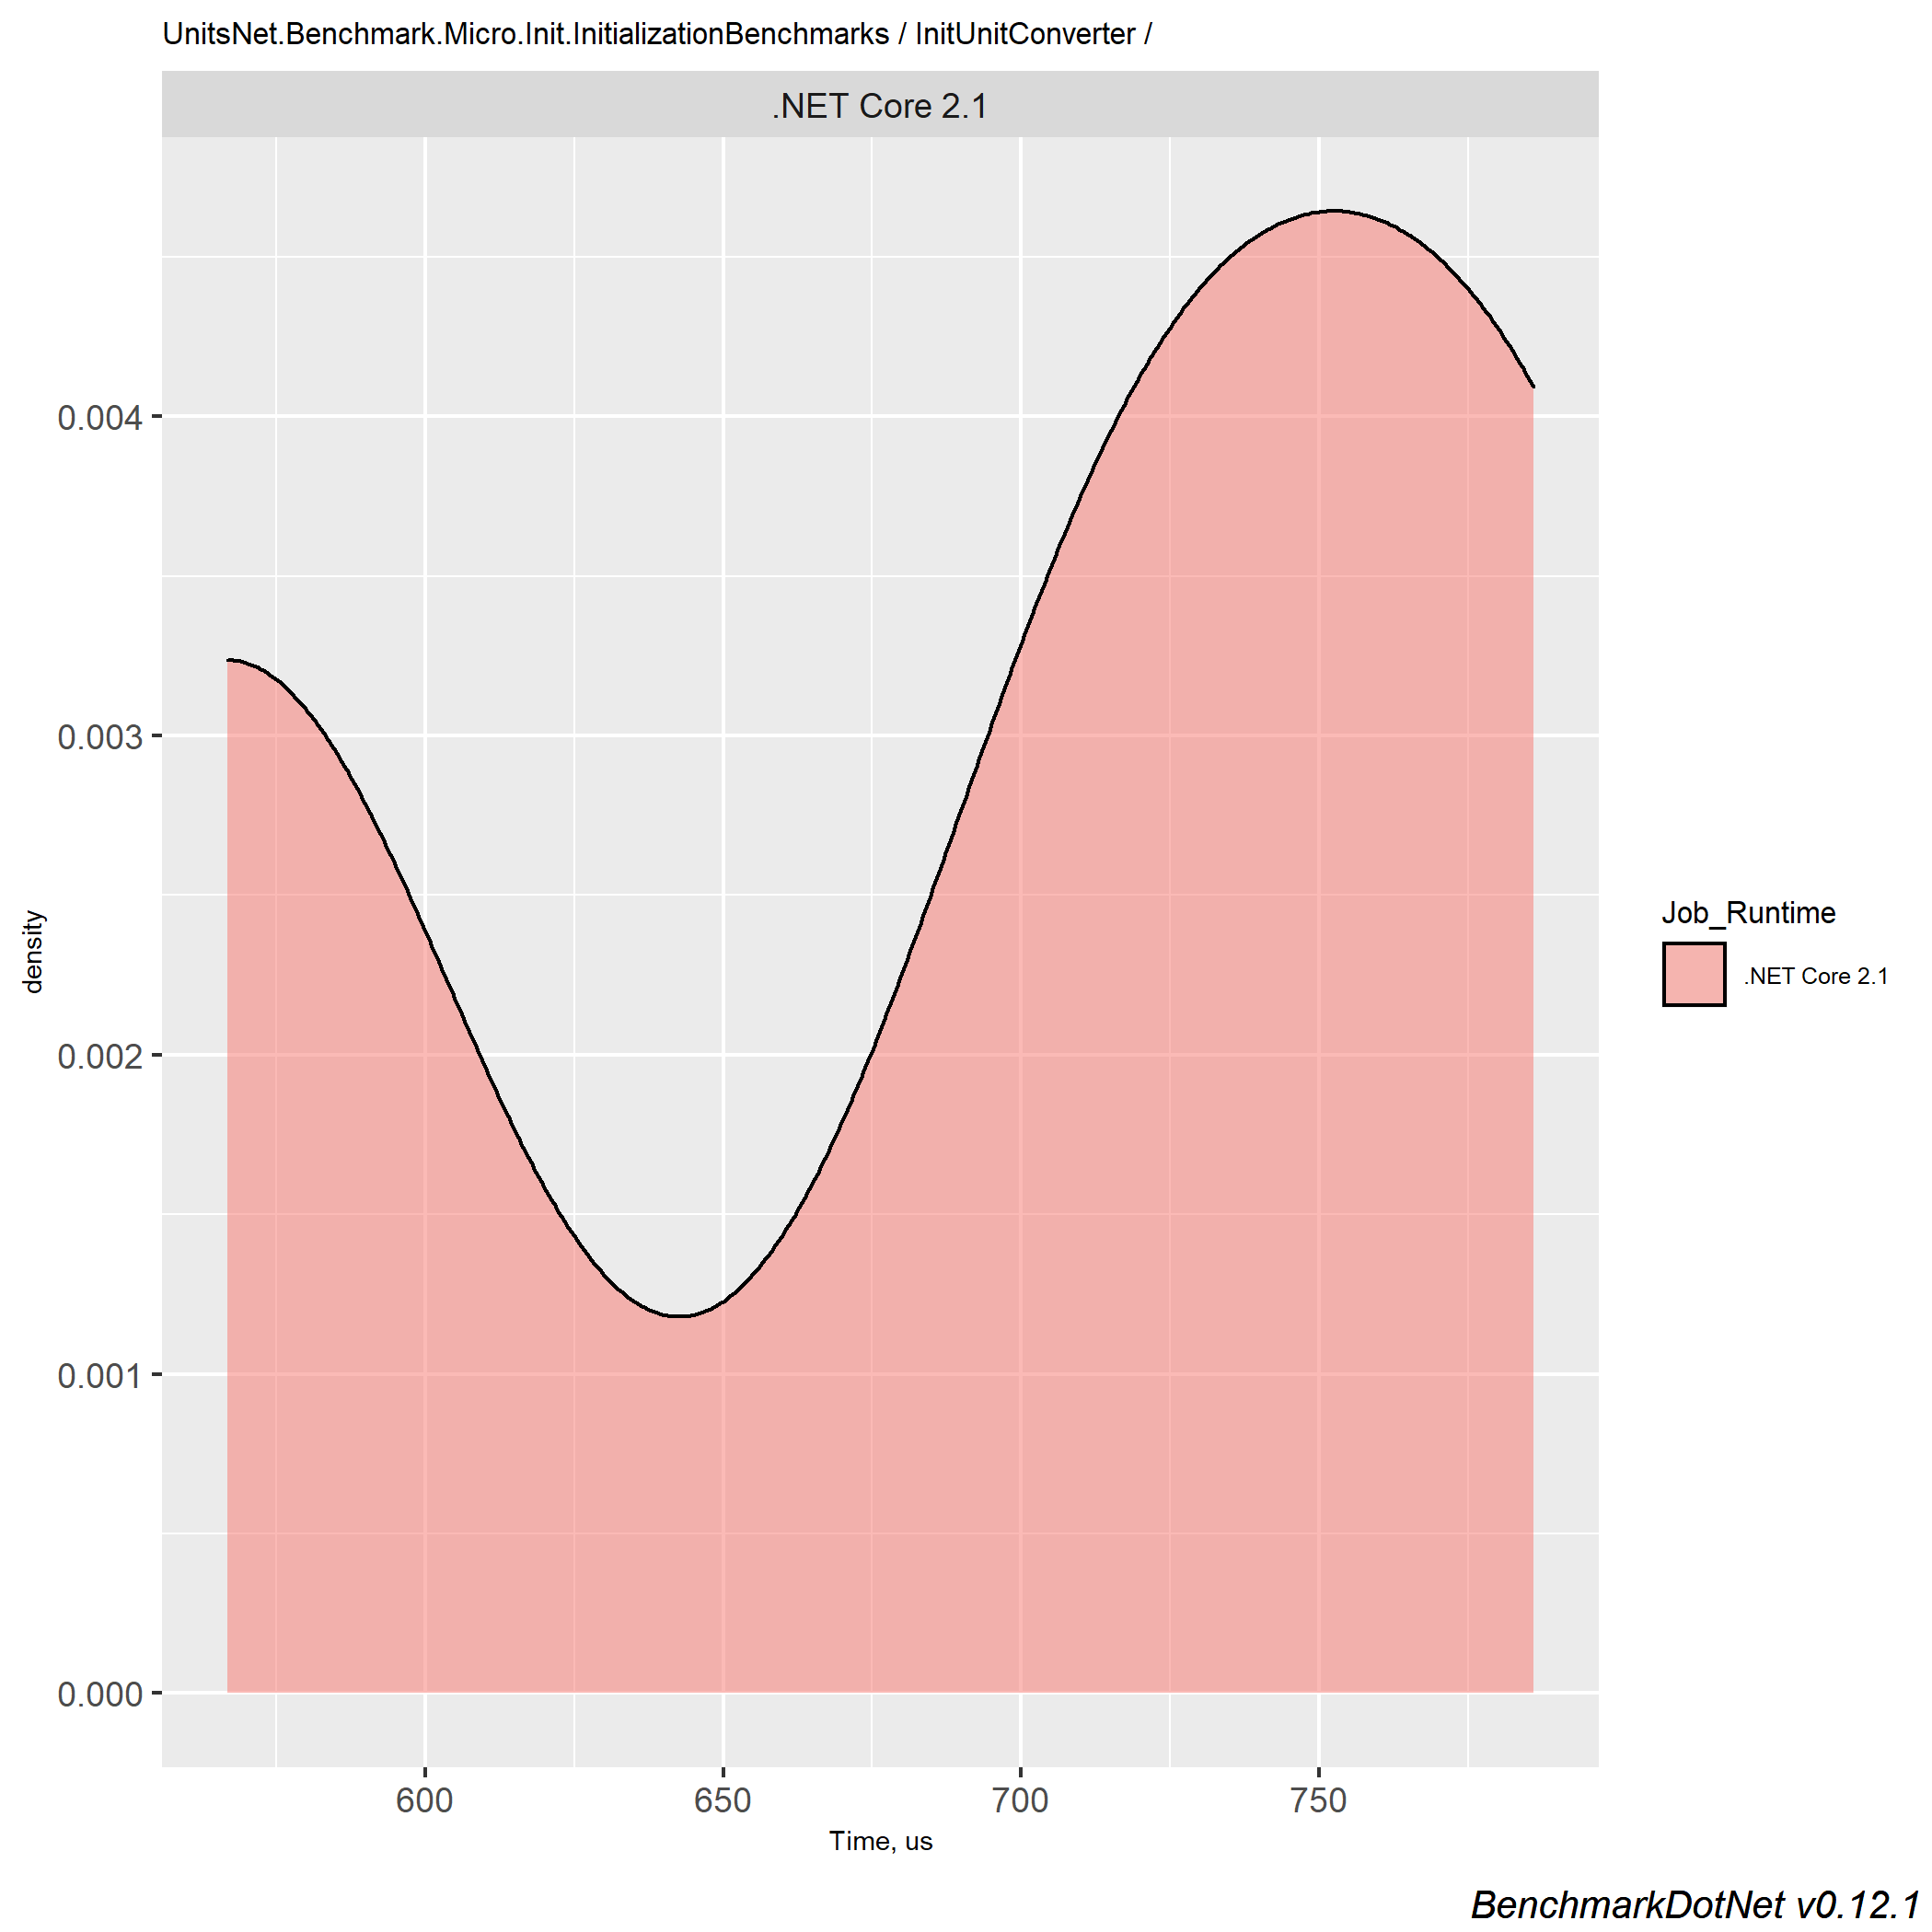 UnitsNet.Benchmark.Micro.Init.InitializationBenchmarks / InitUnitConverter /
.NET Core 2.1
0.004
0.003
0.002
0.001
0.000
density
600 650 700 750
Time, us
Job_Runtime
.NET Core 2.1
BenchmarkDotNet v0.12.1